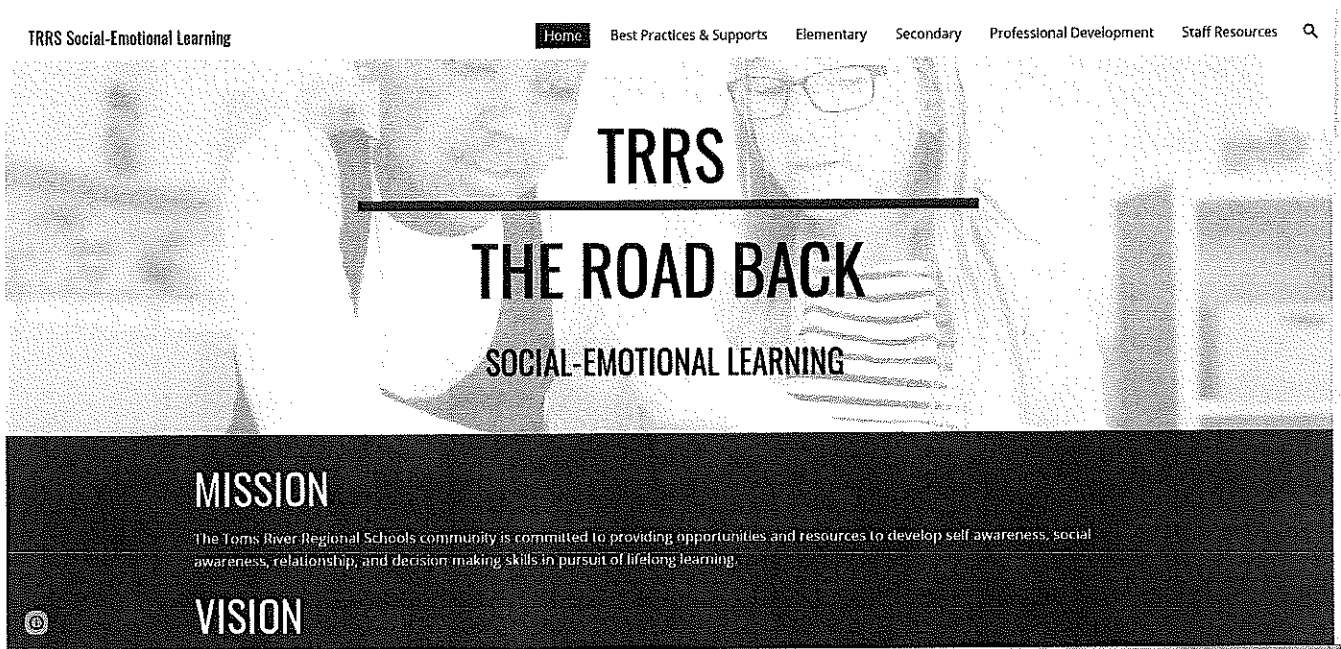 TRRS Social-Emotional Learning
Home Best Practices & Supports Elementary Secondary Professional Development Staff Resources
TRRS
THE ROAD BACK
SOCIAL-EMOTIONAL LEARNING
MISSION
The Toms River Regional Schools community is committed to providing opportunities and resources to develop self awareness, social
awareness, relationship, and decision making skills in pursuit of lifelong learning.
VISION